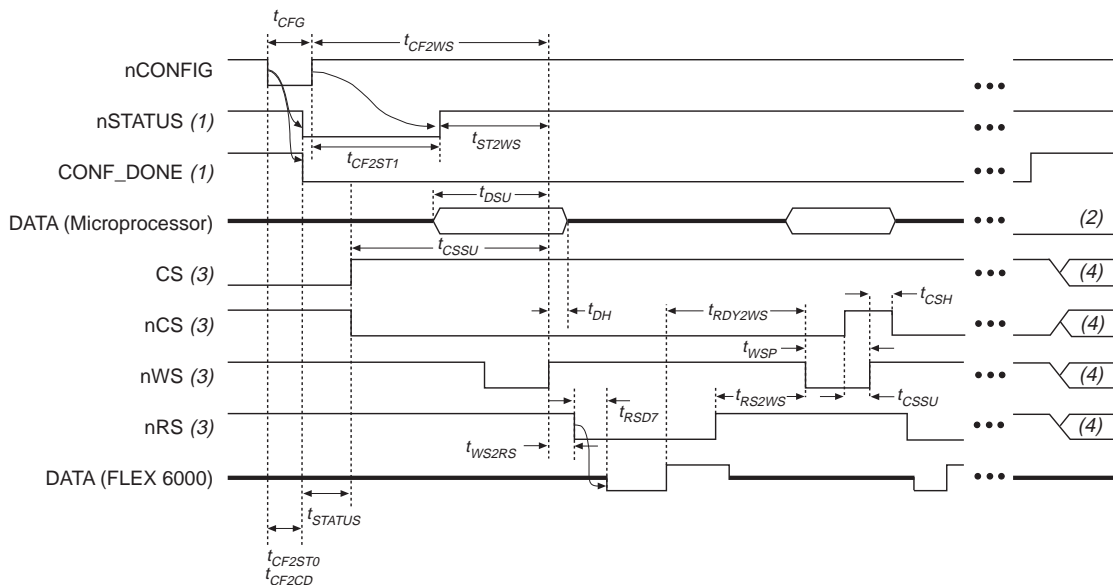 tCFG
tCF2WS
nCONFIG
nSTATUS (1)
tST2WS
tCF2ST1
CONF_DONE (1)
tDSU
DATA (Microprocessor)
(2)
tCSSU
CS (3)
(4)
tCSH
tDH
tRDY2WS
nCS (3)
(4)
tWSP
nWS (3)
(4)
tRS2WS
tCSSU
tRSD7
nRS (3)
(4)
tWS2RS
DATA (FLEX 6000)
tSTATUS
tCF2ST0
tCF2CD